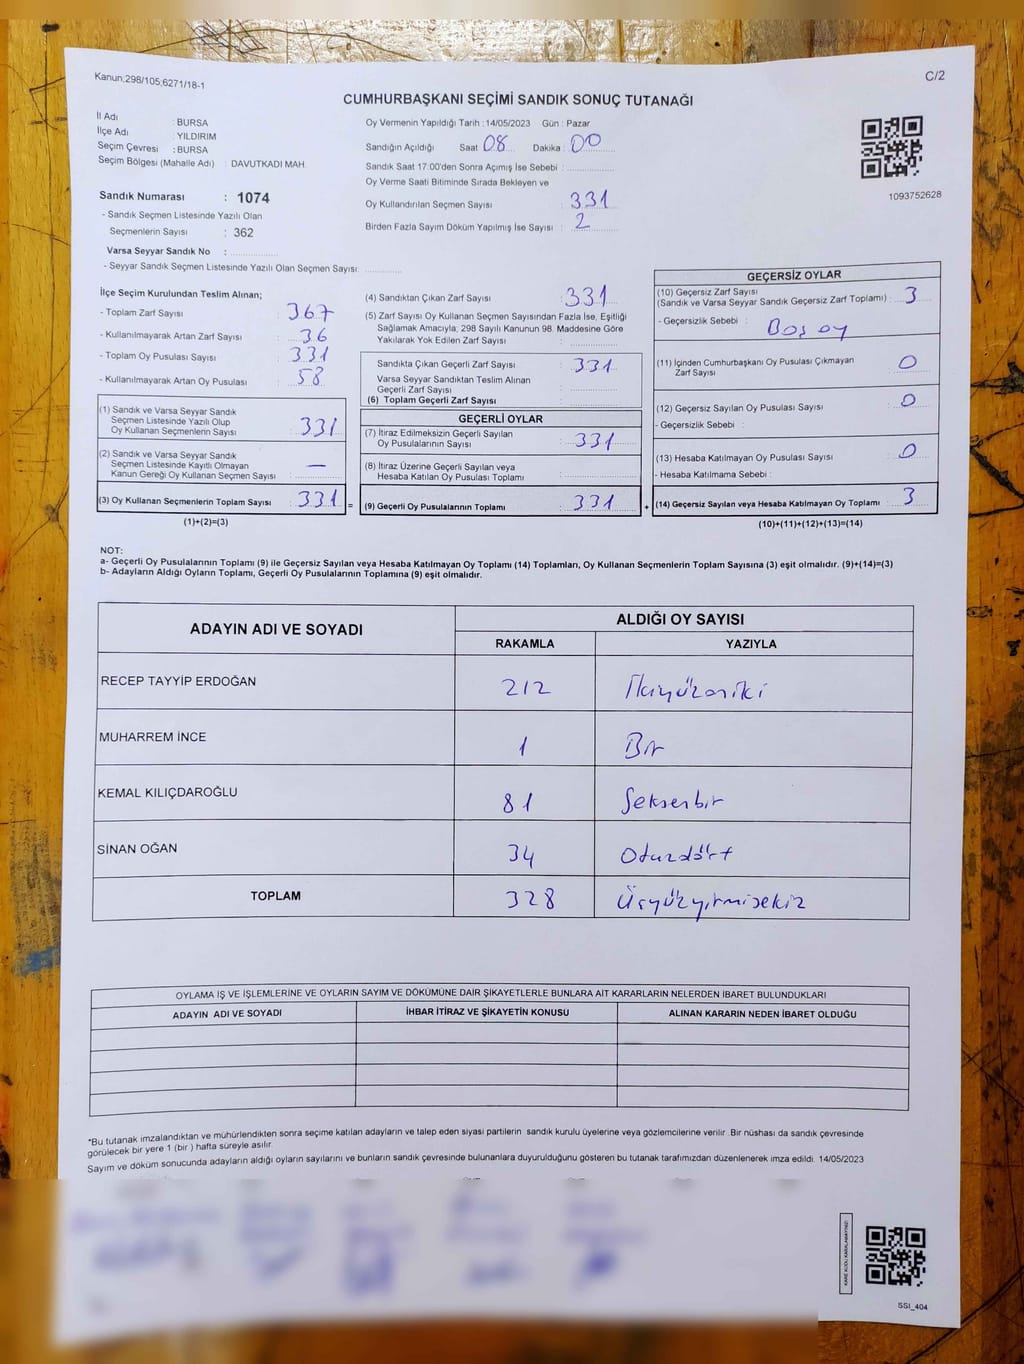 Kanun;298/105,6271/18-1
C/2
CUMHURBAŞKANI SEÇİMİ SANDIK SONUÇ TUTANAĞI
İl Adı : BURSA
İlçe Adı : YILDIRIM
Seçim Çevresi : BURSA
Seçim Bölgesi (Mahalle Adı) : DAVUTKADI MAH.
Sandık Numarası : 1074
- Sandık Seçmen Listesinde Yazılı Olan
Seçmenlerin Sayısı : 362
Varsa Seyyar Sandık No :
- Seyyar Sandık Seçmen Listesinde Yazılı Olan Seçmen Sayısı:
Oy Vermenin Yapıldığı Tarih : 14/05/2023 Gün : Pazar
Sandığın Açıldığı Saat 08 Dakika : 00
Sandık Saat 17:00'den Sonra Açımış İse Sebebi :
Oy Verme Saati Bitiminde Sırada Bekleyen ve
Oy Kullandırılan Seçmen Sayısı : 331
Birden Fazla Sayım Döküm Yapılmış İse Sayısı : 2
1093752628
İlçe Seçim Kurulundan Teslim Alınan;
- Toplam Zarf Sayısı : 367
- Kullanılmayarak Artan Zarf Sayısı : 36
- Toplam Oy Pusulası Sayısı : 331
- Kullanılmayarak Artan Oy Pusulası : 58
(1) Sandık ve Varsa Seyyar Sandık
Seçmen Listesinde Yazılı Olup
Oy Kullanan Seçmenlerin Sayısı : 331
(2) Sandık ve Varsa Seyyar Sandık
Seçmen Listesinde Kayıtlı Olmayan
Kanun Gereği Oy Kullanan Seçmen Sayısı : —
(3) Oy Kullanan Seçmenlerin Toplam Sayısı : 331 =
(1)+(2)=(3)
(4) Sandıktan Çıkan Zarf Sayısı : 331
(5) Zarf Sayısı Oy Kullanan Seçmen Sayısından Fazla İse, Eşitliği
Sağlamak Amacıyla; 298 Sayılı Kanunun 98. Maddesine Göre
Yakılarak Yok Edilen Zarf Sayısı :
Sandıkta Çıkan Geçerli Zarf Sayısı : 331
Varsa Seyyar Sandıktan Teslim Alınan
Geçerli Zarf Sayısı :
(6) Toplam Geçerli Zarf Sayısı :
GEÇERLİ OYLAR
(7) İtiraz Edilmeksizin Geçerli Sayılan
Oy Pusulalarının Sayısı : 331
(8) İtiraz Üzerine Geçerli Sayılan veya
Hesaba Katılan Oy Pusulası Toplamı :
(9) Geçerli Oy Pusulalarının Toplamı : 331 +
GEÇERSİZ OYLAR
(10) Geçersiz Zarf Sayısı
(Sandık ve Varsa Seyyar Sandık Geçersiz Zarf Toplamı) : 3
- Geçersizlik Sebebi : Boş oy
(11) İçinden Cumhurbaşkanı Oy Pusulası Çıkmayan
Zarf Sayısı : 0
(12) Geçersiz Sayılan Oy Pusulası Sayısı : 0
- Geçersizlik Sebebi :
(13) Hesaba Katılmayan Oy Pusulası Sayısı : 0
- Hesaba Katılmama Sebebi :
(14) Geçersiz Sayılan veya Hesaba Katılmayan Oy Toplamı : 3
(10)+(11)+(12)+(13)=(14)
NOT:
a- Geçerli Oy Pusulalarının Toplamı (9) ile Geçersiz Sayılan veya Hesaba Katılmayan Oy Toplamı (14) Toplamları, Oy Kullanan Seçmenlerin Toplam Sayısına (3) eşit olmalıdır. (9)+(14)=(3)
b- Adayların Aldığı Oyların Toplamı, Geçerli Oy Pusulalarının Toplamına (9) eşit olmalıdır.
ADAYIN ADI VE SOYADI
ALDIĞI OY SAYISI
RAKAMLA YAZIYLA
RECEP TAYYİP ERDOĞAN 212 İkiyüzoniki
MUHARREM İNCE 1 Bir
KEMAL KILIÇDAROĞLU 81 Seksenbir
SİNAN OĞAN 34 Otuzdört
TOPLAM 328 Üçyüzyirmisekiz
OYLAMA İŞ VE İŞLEMLERİNE VE OYLARIN SAYIM VE DÖKÜMÜNE DAİR ŞİKAYETLERLE BUNLARA AİT KARARLARIN NELERDEN İBARET BULUNDUKLARI
ADAYIN ADI VE SOYADI İHBAR İTİRAZ VE ŞİKAYETİN KONUSU ALINAN KARARIN NEDEN İBARET OLDUĞU
*Bu tutanak imzalandıktan ve mühürlendikten sonra seçime katılan adayların ve talep eden siyasi partilerin sandık kurulu üyelerine veya gözlemcilerine verilir. Bir nüshası da sandık çevresinde
görülecek bir yere 1 (bir ) hafta süreyle asılır.
Sayım ve döküm sonucunda adayların aldığı oyların sayılarını ve bunların sandık çevresinde bulunanlara duyurulduğunu gösteren bu tutanak tarafımızdan düzenlenerek imza edildi. 14/05/2023
KARE KODU KARALAMAYINIZ!
SSI_404